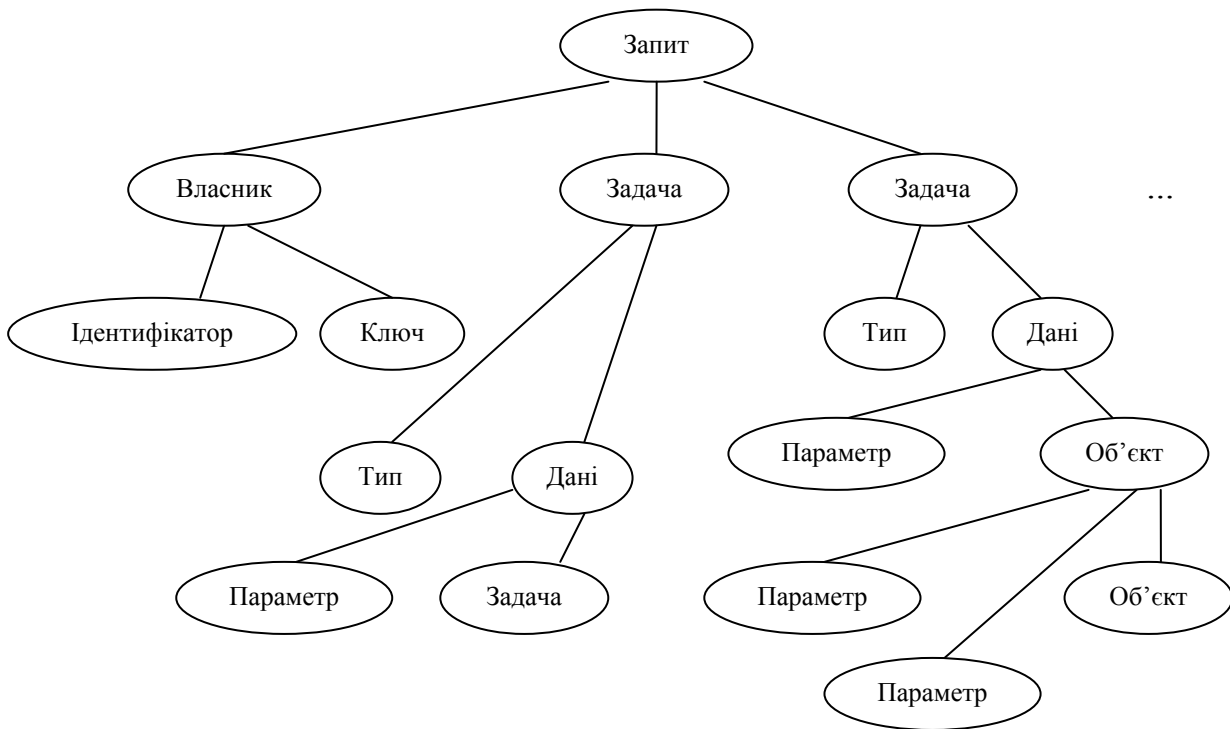 Запит
Власник
Задача
Задача
...
Ідентифікатор
Ключ
Тип
Дані
Параметр
Об’єкт
Тип
Дані
Параметр
Задача
Параметр
Об’єкт
Параметр